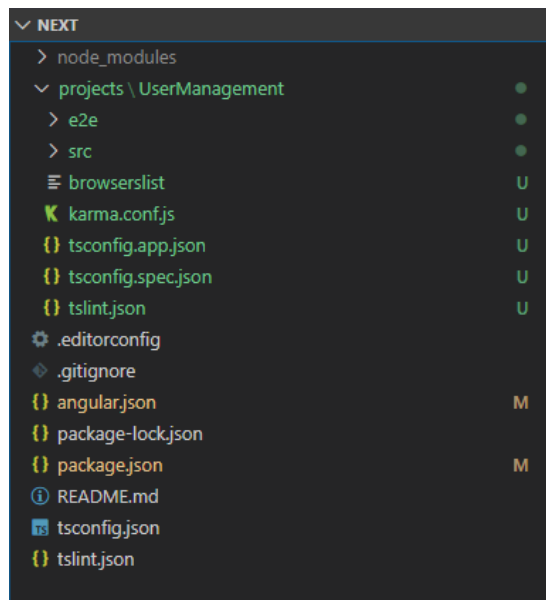 NEXT
node_modules
projects \ UserManagement
e2e
src
browserslist U
karma.conf.js U
{} tsconfig.app.json U
{} tsconfig.spec.json U
{} tslint.json U
.editorconfig
.gitignore
{} angular.json M
{} package-lock.json
{} package.json M
README.md
TS tsconfig.json
{} tslint.json